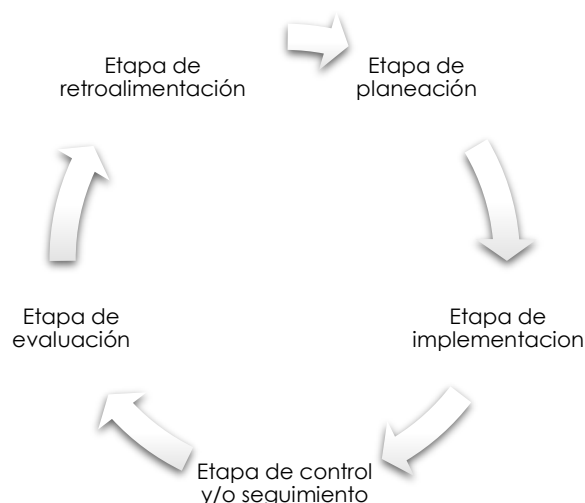 Etapa de
retroalimentación
Etapa de
planeación
Etapa de
implementacion
Etapa de control
y/o seguimiento
Etapa de
evaluación